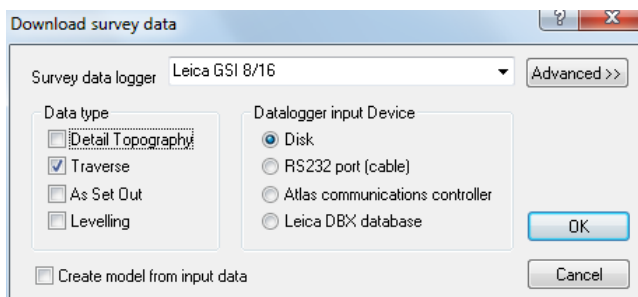 Download survey data
Survey data logger
Leica GSI 8/16
Advanced >>
Data type
Detail Topography
Traverse
As Set Out
Levelling
Datalogger input Device
Disk
RS232 port (cable)
Atlas communications controller
Leica DBX database
OK
Create model from input data
Cancel